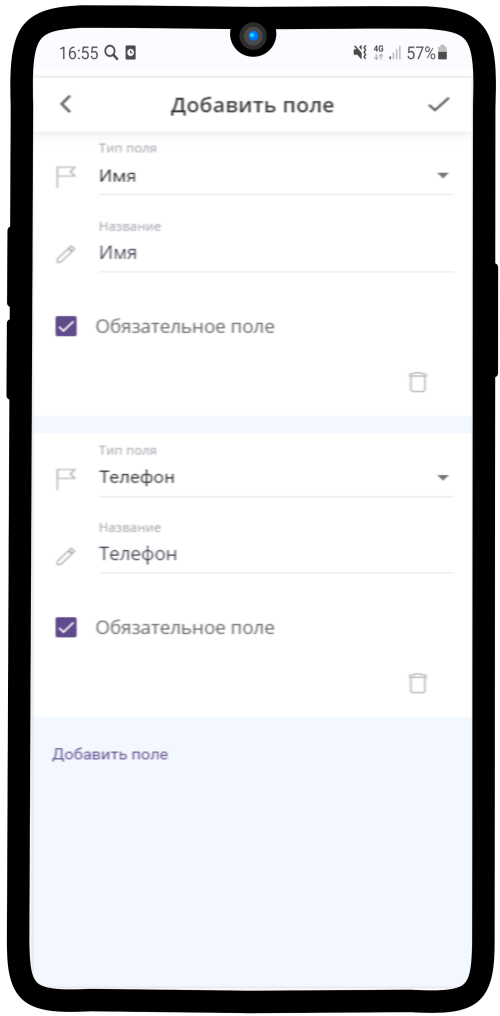 16:55 4G 57%
Добавить поле
Тип поля
Имя
Название
Имя
Обязательное поле
Тип поля
Телефон
Название
Телефон
Обязательное поле
Добавить поле